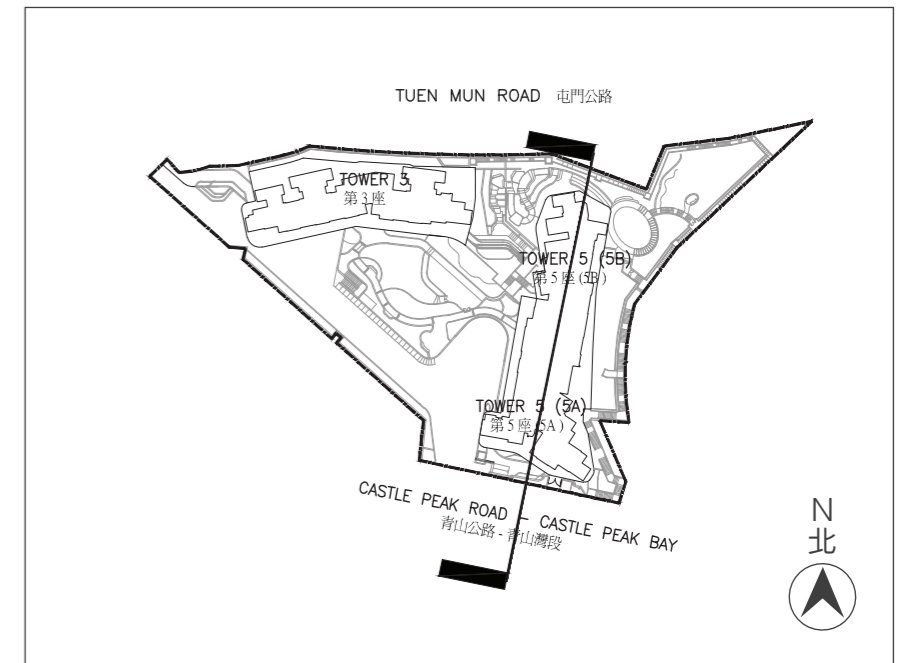 TUEN MUN ROAD 屯門公路
TOWER 3
第3座
TOWER 5 (5B)
第5座(5B)
TOWER 5 (5A)
第5座(5A)
CASTLE PEAK ROAD - CASTLE PEAK BAY
青山公路 - 青山灣段
N
北